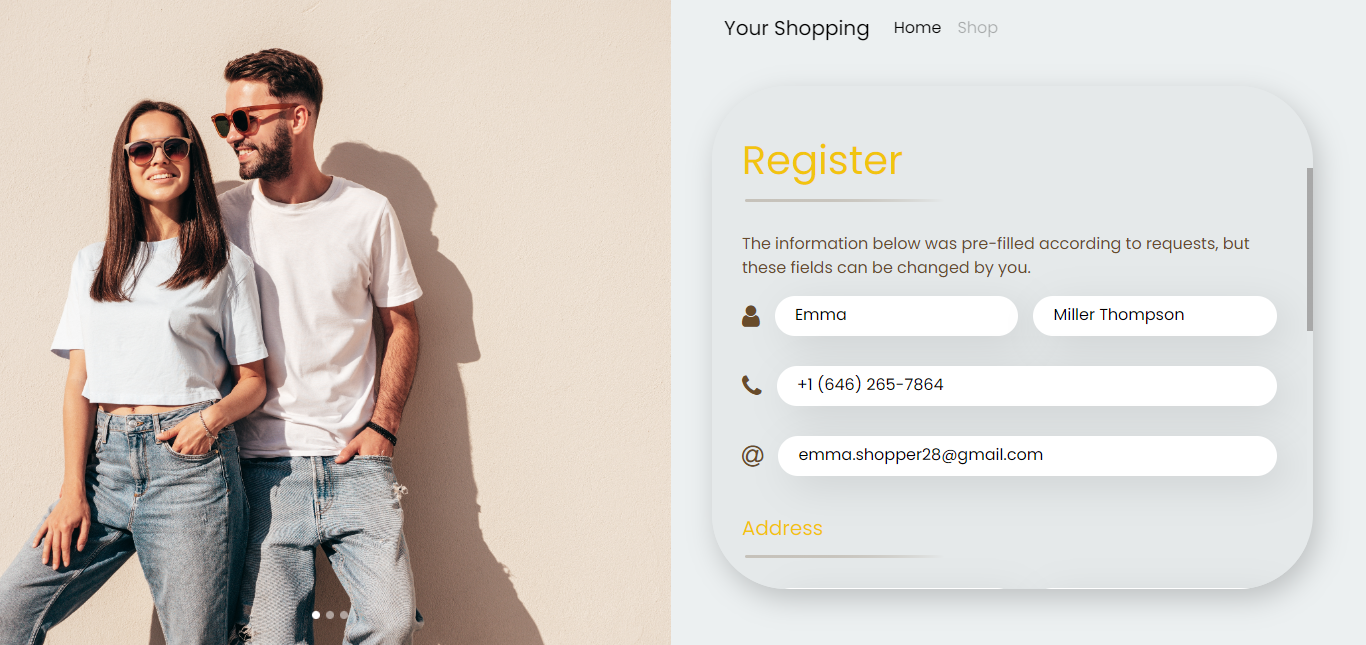 Your Shopping Home Shop
Register
The information below was pre-filled according to requests, but
these fields can be changed by you.
Emma Miller Thompson
+1 (646) 265-7864
@ emma.shopper28@gmail.com
Address